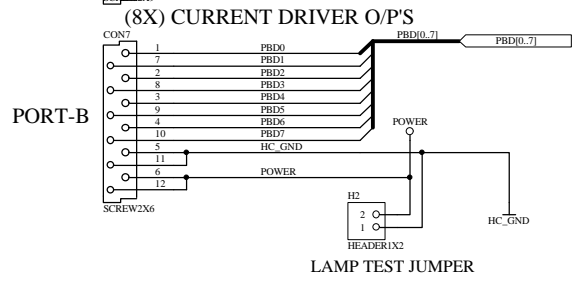 (8X) CURRENT DRIVER O/P'S
CON7
PBD[0..7]
PBD[0..7]
1 PBD0
7 PBD1
2 PBD2
8 PBD3
3 PBD4
9 PBD5
PORT-B
4 PBD6
10 PBD7
5 HC_GND
11
6 POWER
12
POWER
SCREW2X6
H2
2
1
HEADER1X2
HC_GND
LAMP TEST JUMPER